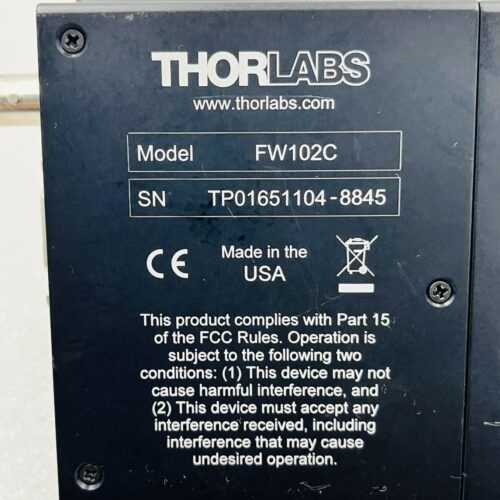 THORLABS
www.thorlabs.com
Model FW102C
SN TP01651104-8845
CE
Made in the
USA
This product complies with Part 15
of the FCC Rules. Operation is
subject to the following two
conditions: (1) This device may not
cause harmful interference, and
(2) This device must accept any
interference received, including
interference that may cause
undesired operation.